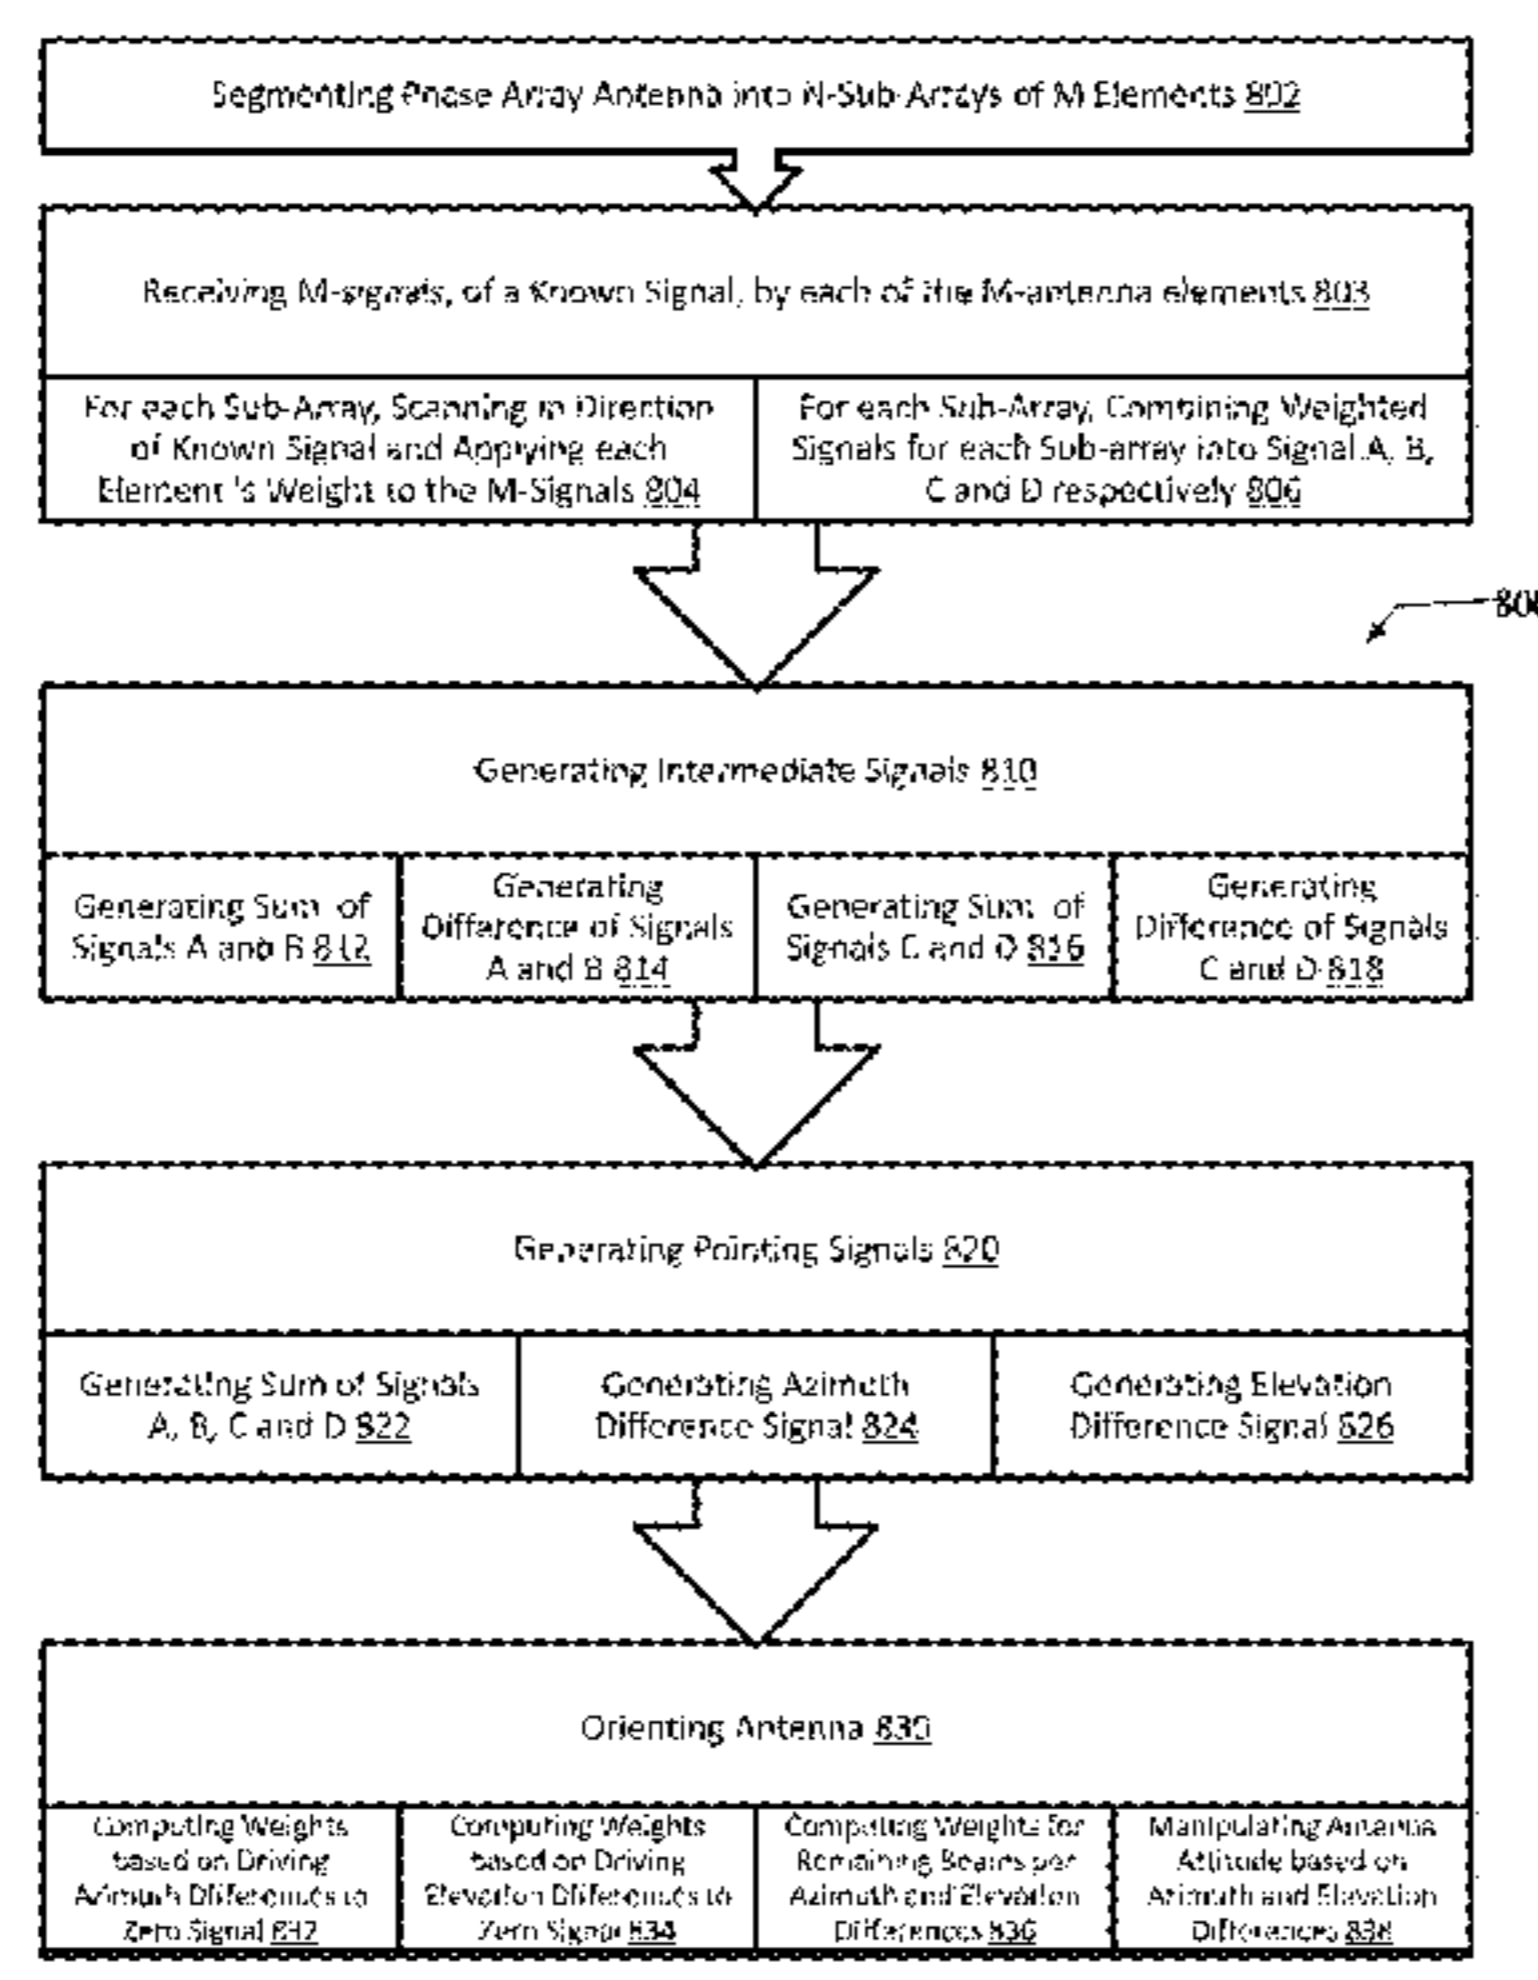 Segmenting Phase Array Antenna into N-Sub-Arrays of M Elements 802
Receiving M-signals, of a Known Signal, by each of the M-antenna elements 803
For each Sub-Array, Scanning in Direction
of Known Signal and Applying each
Element 's Weight to the M-Signals 804
For each Sub-Array, Combining Weighted
Signals for each Sub-array into Signal A, B,
C and D respectively 806
Generating Intermediate Signals 810
Generating Sum of
Signals A and B 812
Generating
Difference of Signals
A and B 814
Generating Sum of
Signals C and D 816
Generating
Difference of Signals
C and D 818
Generating Pointing Signals 820
Generating Sum of Signals
A, B, C and D 822
Generating Azimuth
Difference Signal 824
Generating Elevation
Difference Signal 826
Orienting Antenna 830
Computing Weights
based on Driving
Azimuth Differences to
Zero Signal 832
Computing Weights
based on Driving
Elevation Differences to
Zero Signal 834
Computing Weights for
Remaining Beams per
Azimuth and Elevation
Differences 836
Manipulating Antenna
Attitude based on
Azimuth and Elevation
Differences 838